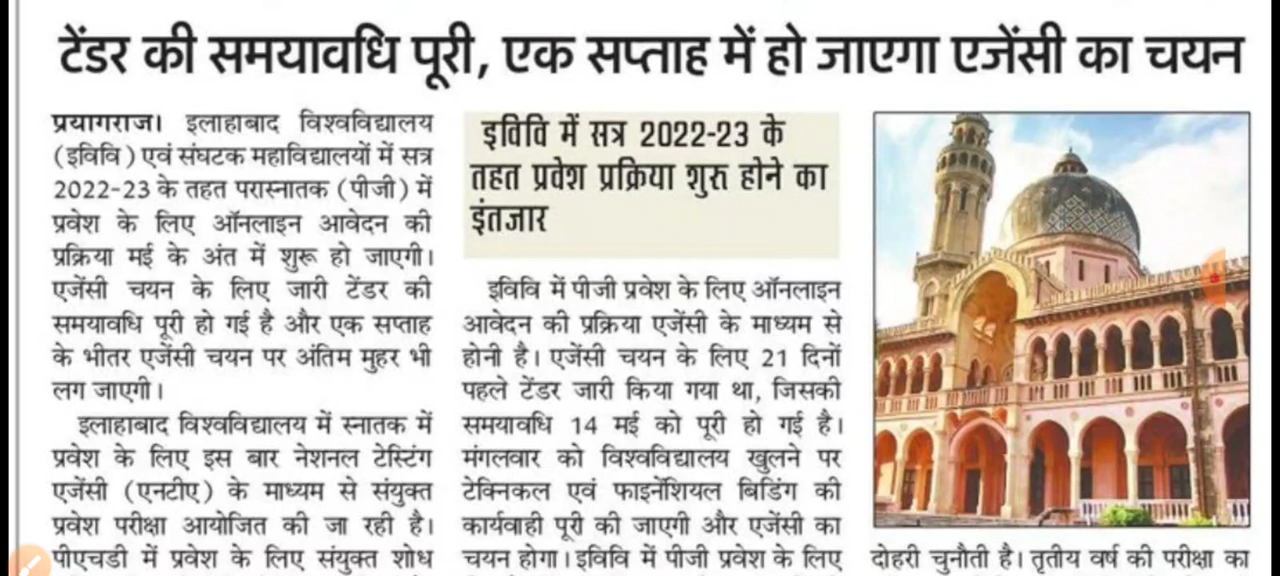 टेंडर की समयावधि पूरी, एक सप्ताह में हो जाएगा एजेंसी का चयन
प्रयागराज। इलाहाबाद विश्वविद्यालय
(इविवि) एवं संघटक महाविद्यालयों में सत्र
2022-23 के तहत परास्नातक (पीजी) में
प्रवेश के लिए ऑनलाइन आवेदन की
प्रक्रिया मई के अंत में शुरू हो जाएगी।
एजेंसी चयन के लिए जारी टेंडर की
समयावधि पूरी हो गई है और एक सप्ताह
के भीतर एजेंसी चयन पर अंतिम मुहर भी
लग जाएगी।
इलाहाबाद विश्वविद्यालय में स्नातक में
प्रवेश के लिए इस बार नेशनल टेस्टिंग
एजेंसी (एनटीए) के माध्यम से संयुक्त
प्रवेश परीक्षा आयोजित की जा रही है।
पीएचडी में प्रवेश के लिए संयुक्त शोध
इविवि में सत्र 2022-23 के
तहत प्रवेश प्रक्रिया शुरू होने का
इंतजार
इविवि में पीजी प्रवेश के लिए ऑनलाइन
आवेदन की प्रक्रिया एजेंसी के माध्यम से
होनी है। एजेंसी चयन के लिए 21 दिनों
पहले टेंडर जारी किया गया था, जिसकी
समयावधि 14 मई को पूरी हो गई है।
मंगलवार को विश्वविद्यालय खुलने पर
टेक्निकल एवं फाइनेंशियल बिडिंग की
कार्यवाही पूरी की जाएगी और एजेंसी का
चयन होगा। इविवि में पीजी प्रवेश के लिए
दोहरी चुनौती है। तृतीय वर्ष की परीक्षा का